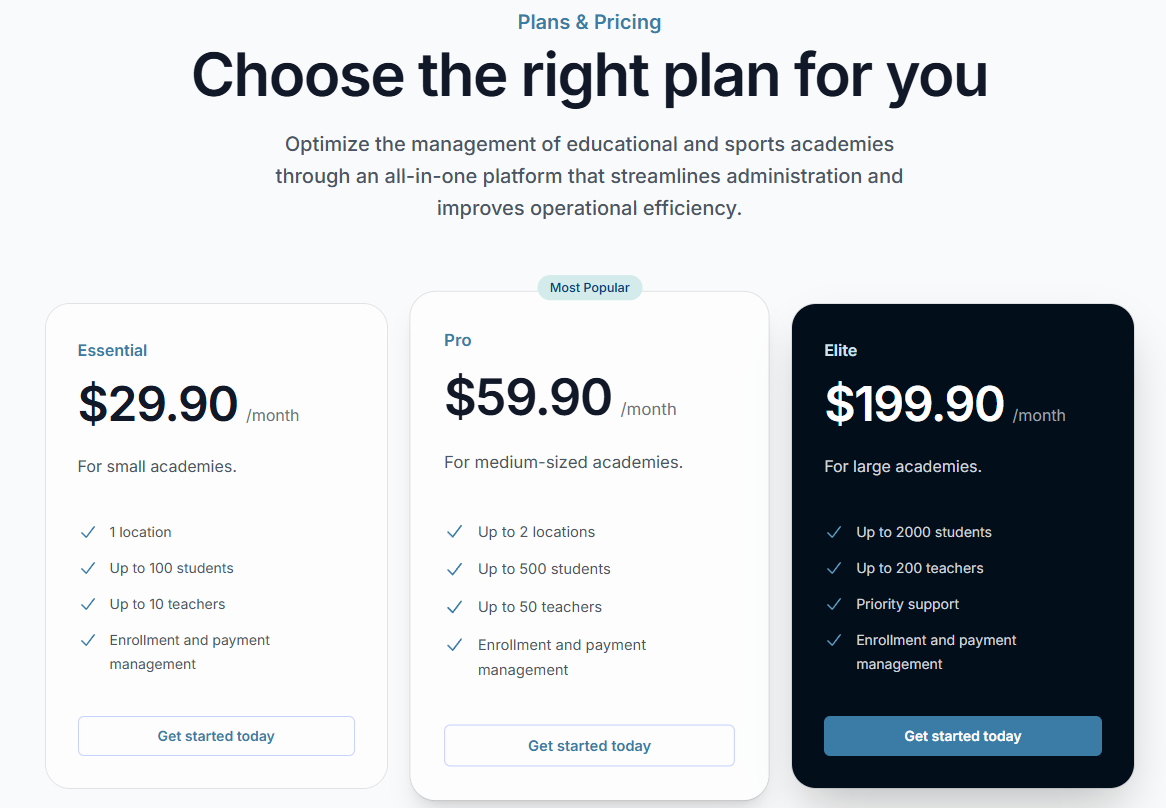 Plans & Pricing
Choose the right plan for you
Optimize the management of educational and sports academies
through an all-in-one platform that streamlines administration and
improves operational efficiency.
Essential
$29.90 /month
For small academies.
1 location
Up to 100 students
Up to 10 teachers
Enrollment and payment
management
Get started today
Most Popular
Pro
$59.90 /month
For medium-sized academies.
Up to 2 locations
Up to 500 students
Up to 50 teachers
Enrollment and payment
management
Get started today
Elite
$199.90 /month
For large academies.
Up to 2000 students
Up to 200 teachers
Priority support
Enrollment and payment
management
Get started today